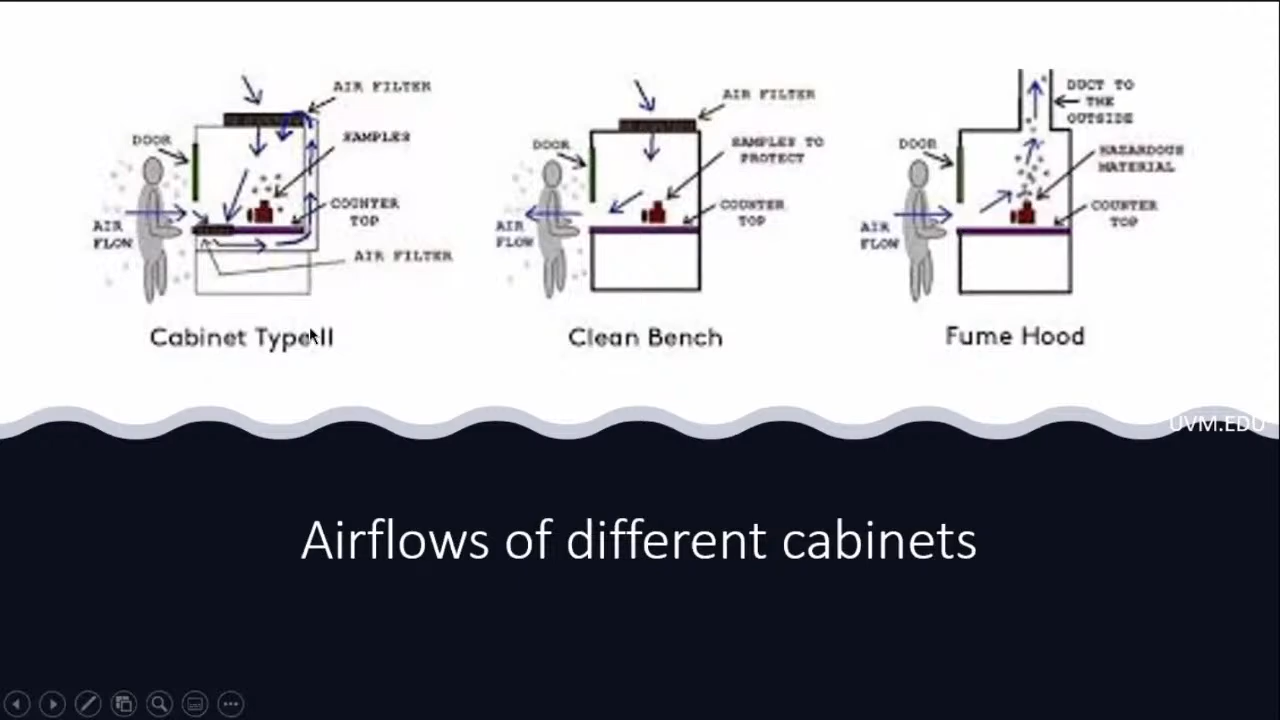 AIR FILTER
SAMPLES
DOOR
COUNTER
TOP
AIR
FLOW
AIR FILTER
Cabinet Type II
AIR FILTER
SAMPLES TO
PROTECT
DOOR
COUNTER
TOP
AIR
FLOW
Clean Bench
DUCT TO
THE
OUTSIDE
DOOR
HAZARDOUS
MATERIAL
COUNTER
TOP
AIR
FLOW
Fume Hood
UVM.EDU
Airflows of different cabinets